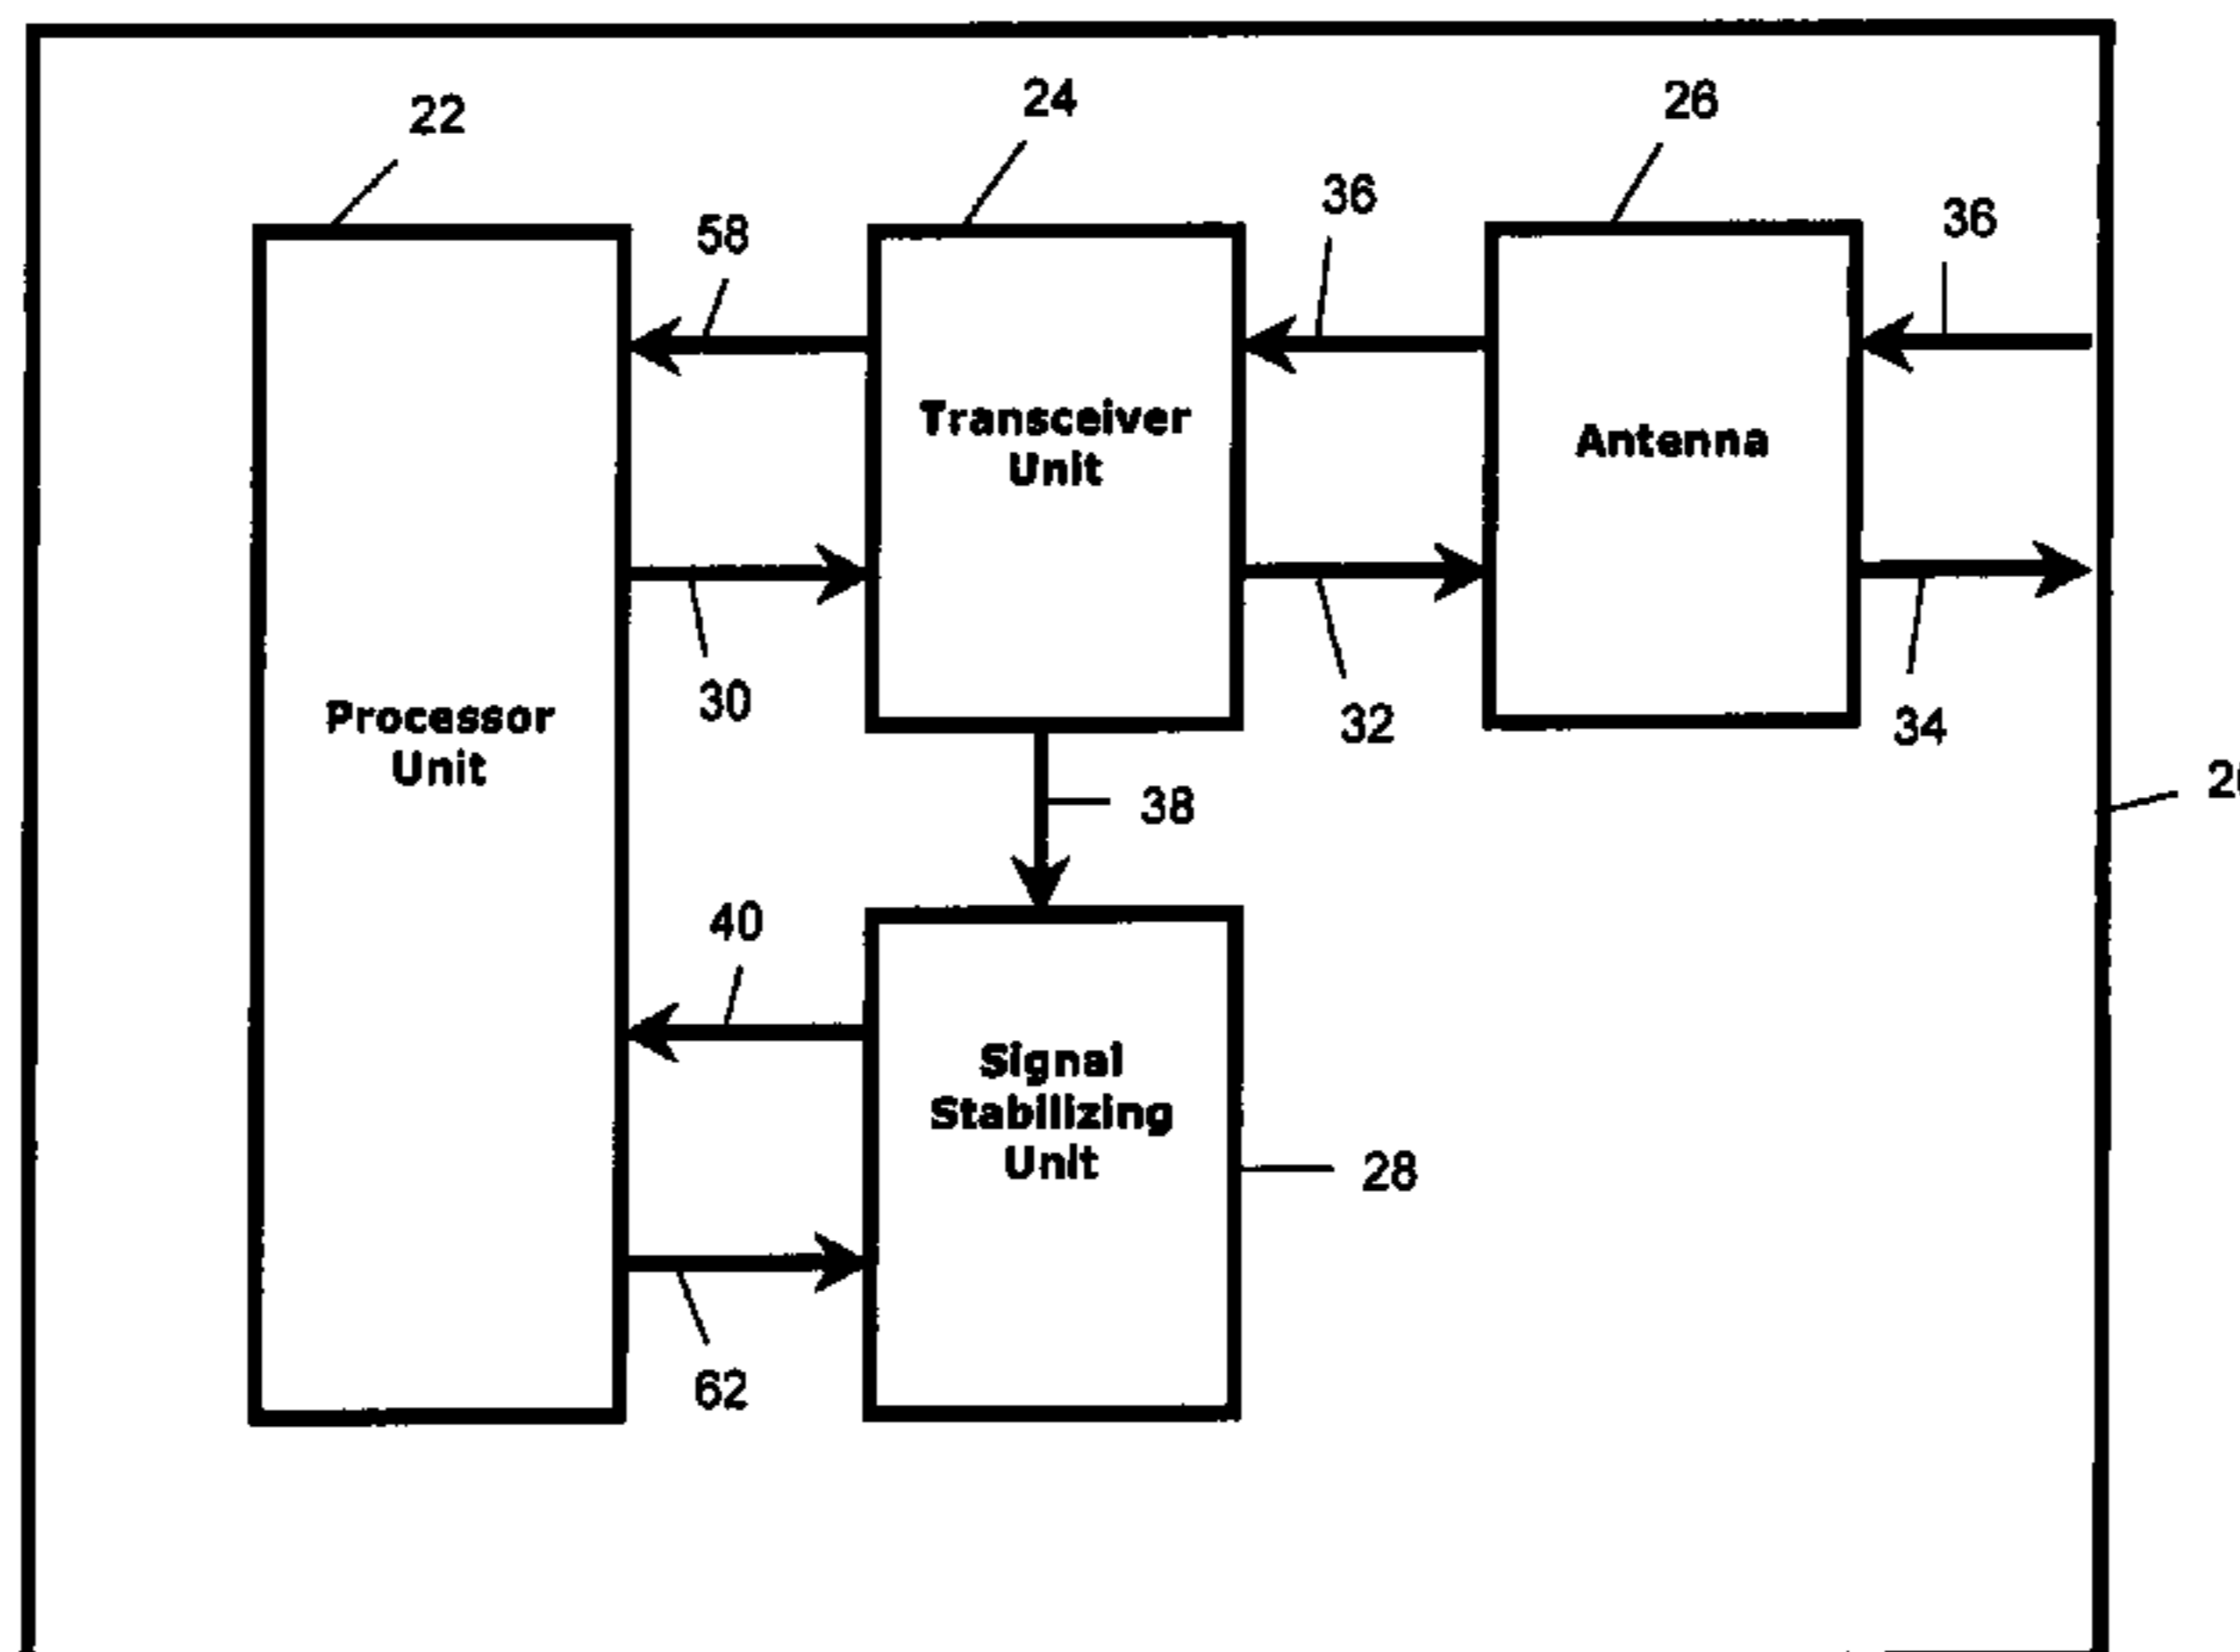 22
24
26
58
36
36
Transceiver
Unit
Antenna
30
32
34
Processor
Unit
38
40
Signal
Stabilizing
Unit
28
62